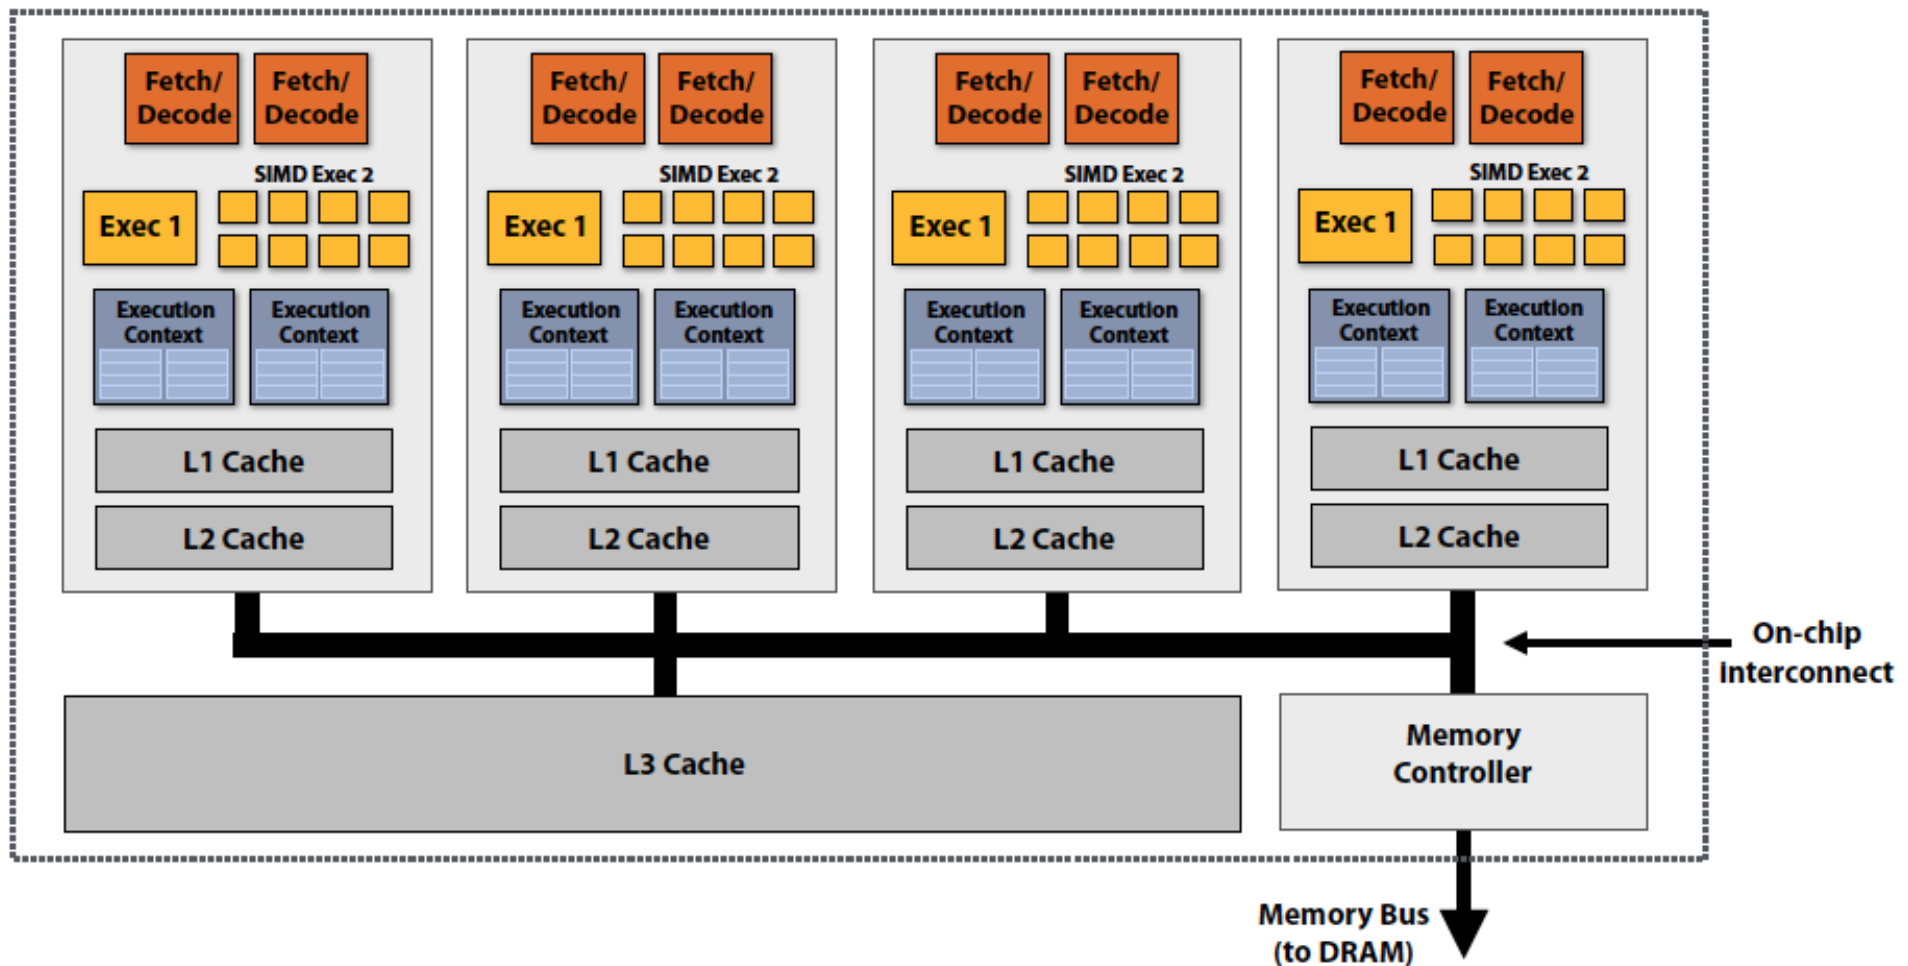 Fetch/
Decode
Fetch/
Decode
Fetch/
Decode
Fetch/
Decode
Fetch/
Decode
Fetch/
Decode
Fetch/
Decode
Fetch/
Decode
SIMD Exec 2
SIMD Exec 2
SIMD Exec 2
SIMD Exec 2
Exec 1
Exec 1
Exec 1
Exec 1
Execution
Context
Execution
Context
Execution
Context
Execution
Context
Execution
Context
Execution
Context
Execution
Context
Execution
Context
L1 Cache
L1 Cache
L1 Cache
L1 Cache
L2 Cache
L2 Cache
L2 Cache
L2 Cache
On-chip
interconnect
L3 Cache
Memory
Controller
Memory Bus
(to DRAM)